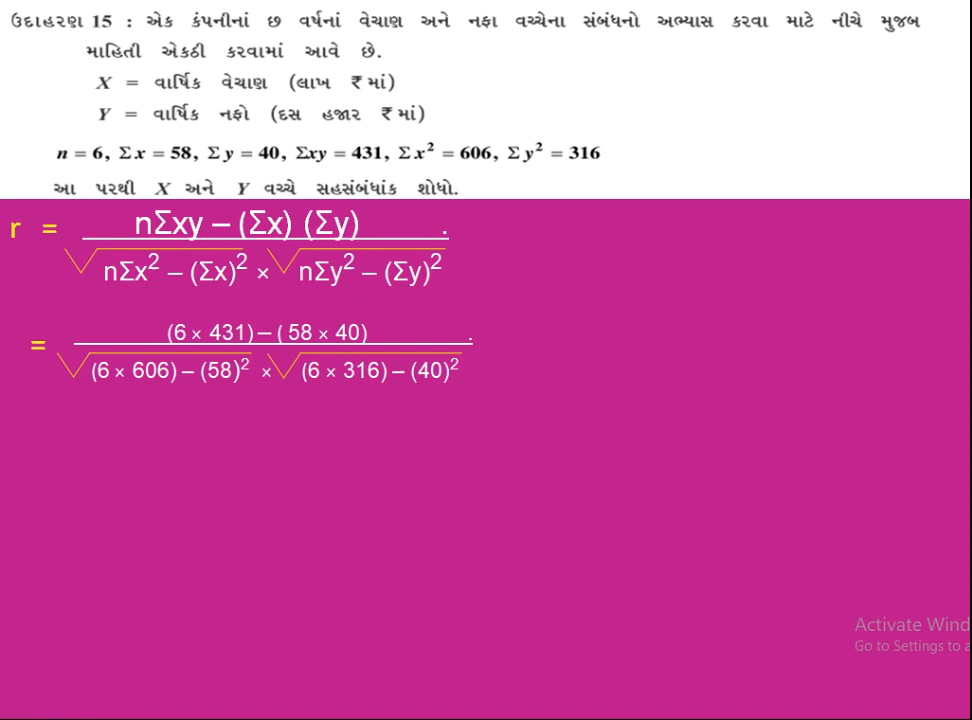 ઉદાહરણ 15 : એક કંપનીનાં છ વર્ષનાં વેચાણ અને નફા વચ્ચેના સંબંધનો અભ્યાસ કરવા માટે નીચે મુજબ
માહિતી એકઠી કરવામાં આવે છે.
X = વાર્ષિક વેચાણ (લાખ ₹ માં)
Y = વાર્ષિક નફો (દસ હજાર ₹ માં)
n = 6, Σx = 58, Σy = 40, Σxy = 431, Σx² = 606, Σy² = 316
આ પરથી X અને Y વચ્ચે સહસંબંધાંક શોધો.
r = nΣxy – (Σx) (Σy) .
√ nΣx² – (Σx)² × √ nΣy² – (Σy)²
= (6 × 431) – ( 58 × 40) .
√ (6 × 606) – (58)² × √ (6 × 316) – (40)²
Activate Wind
Go to Settings to a